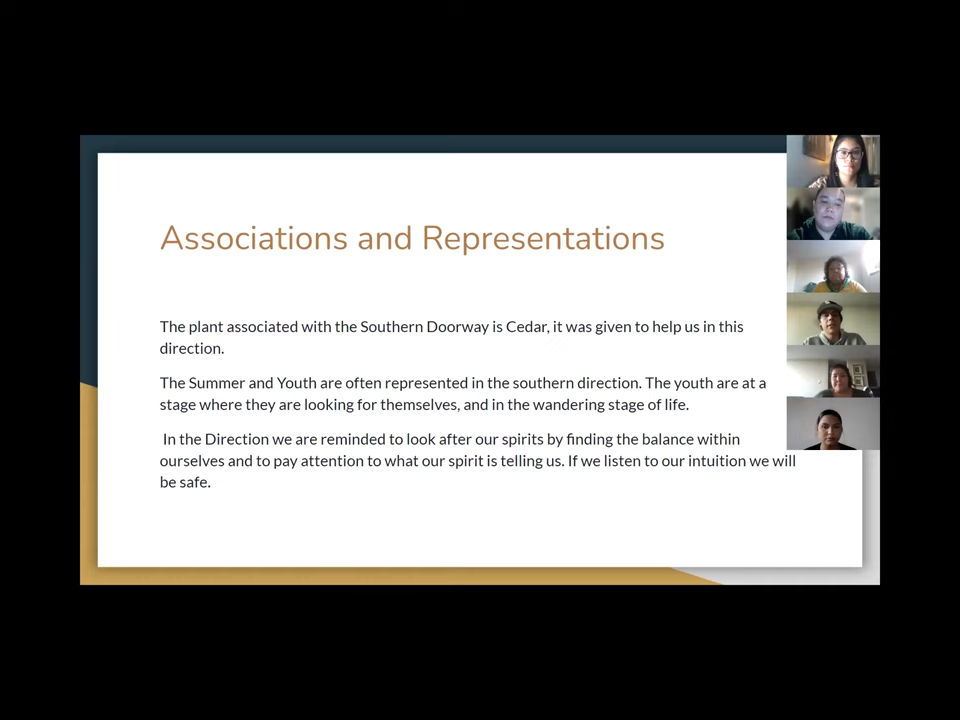 Associations and Representations
The plant associated with the Southern Doorway is Cedar, it was given to help us in this
direction.
The Summer and Youth are often represented in the southern direction. The youth are at a
stage where they are looking for themselves, and in the wandering stage of life.
In the Direction we are reminded to look after our spirits by finding the balance within
ourselves and to pay attention to what our spirit is telling us. If we listen to our intuition we will
be safe.